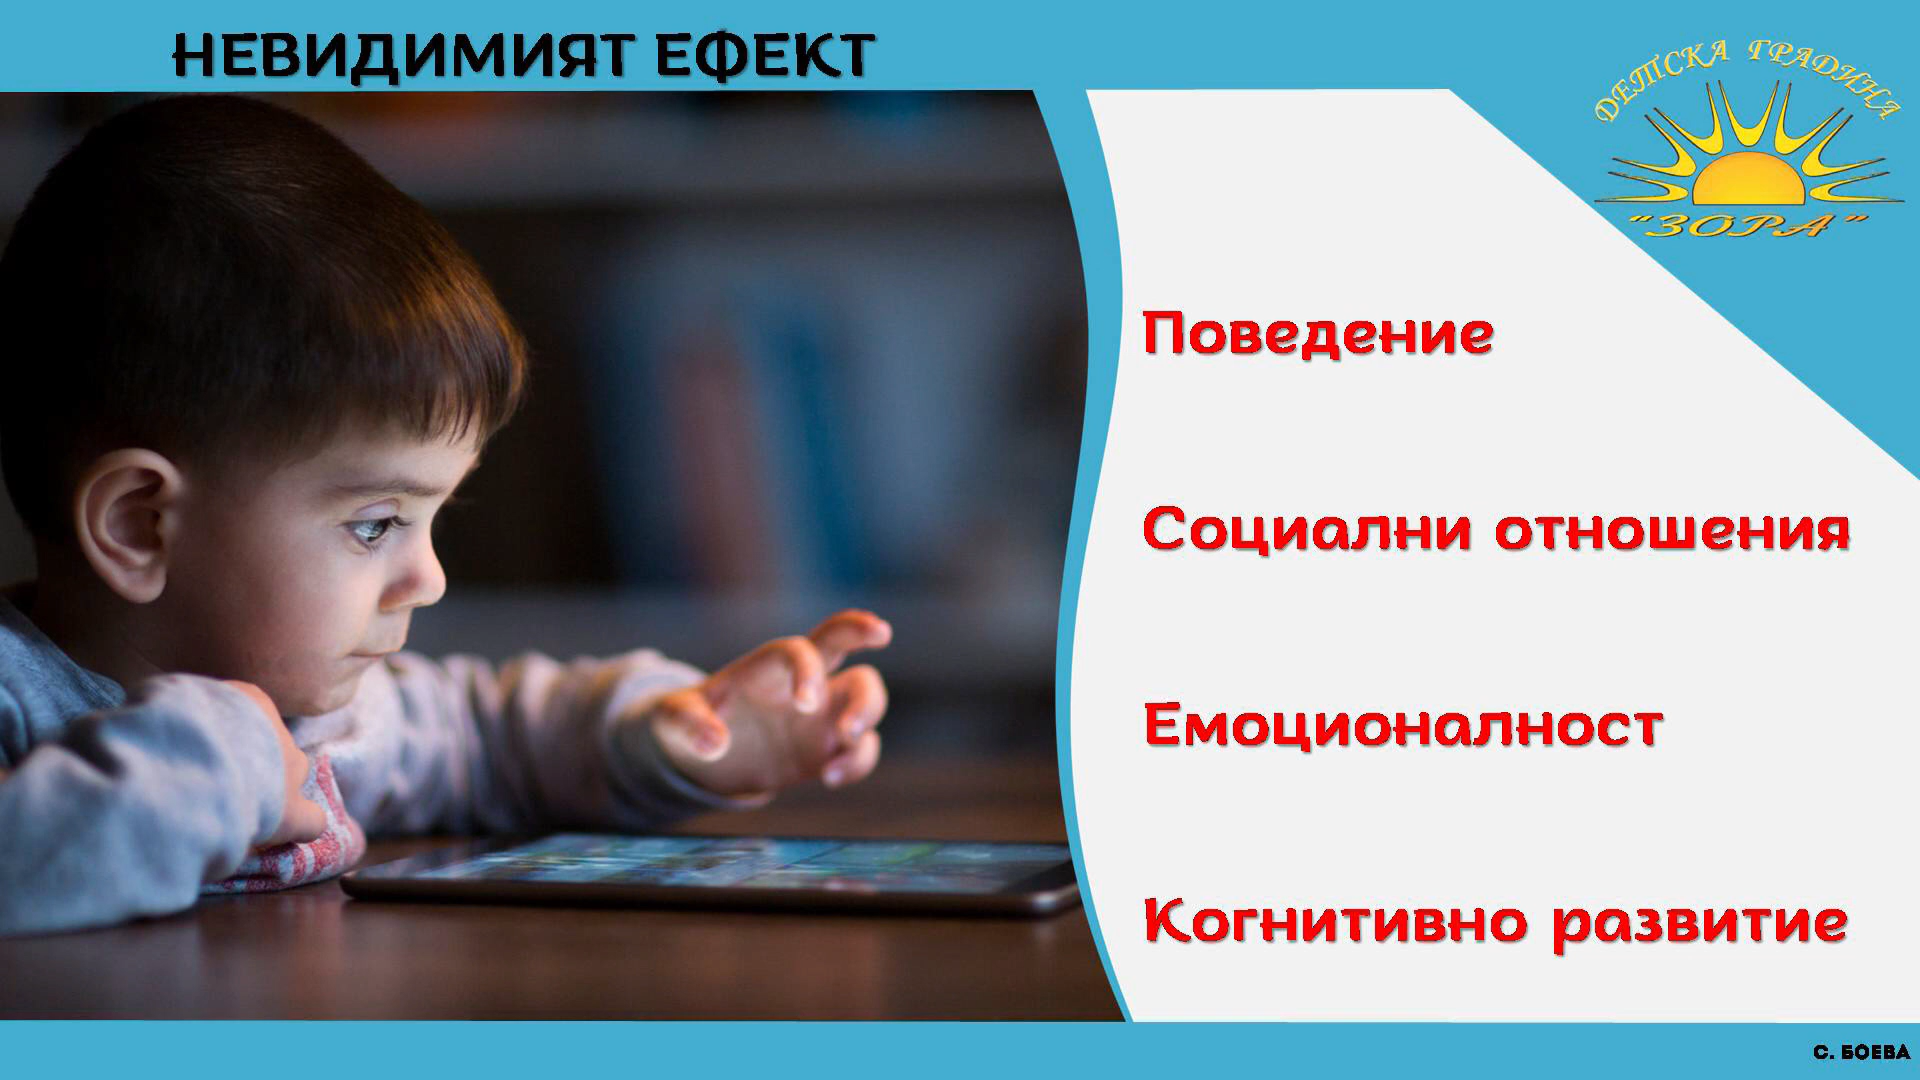 НЕВИДИМИЯТ ЕФЕКТ
ДЕТСКА ГРАДИНА
"ЗОРА"
Поведение
Социални отношения
Емоционалност
Когнитивно развитие
С. БОЕВА